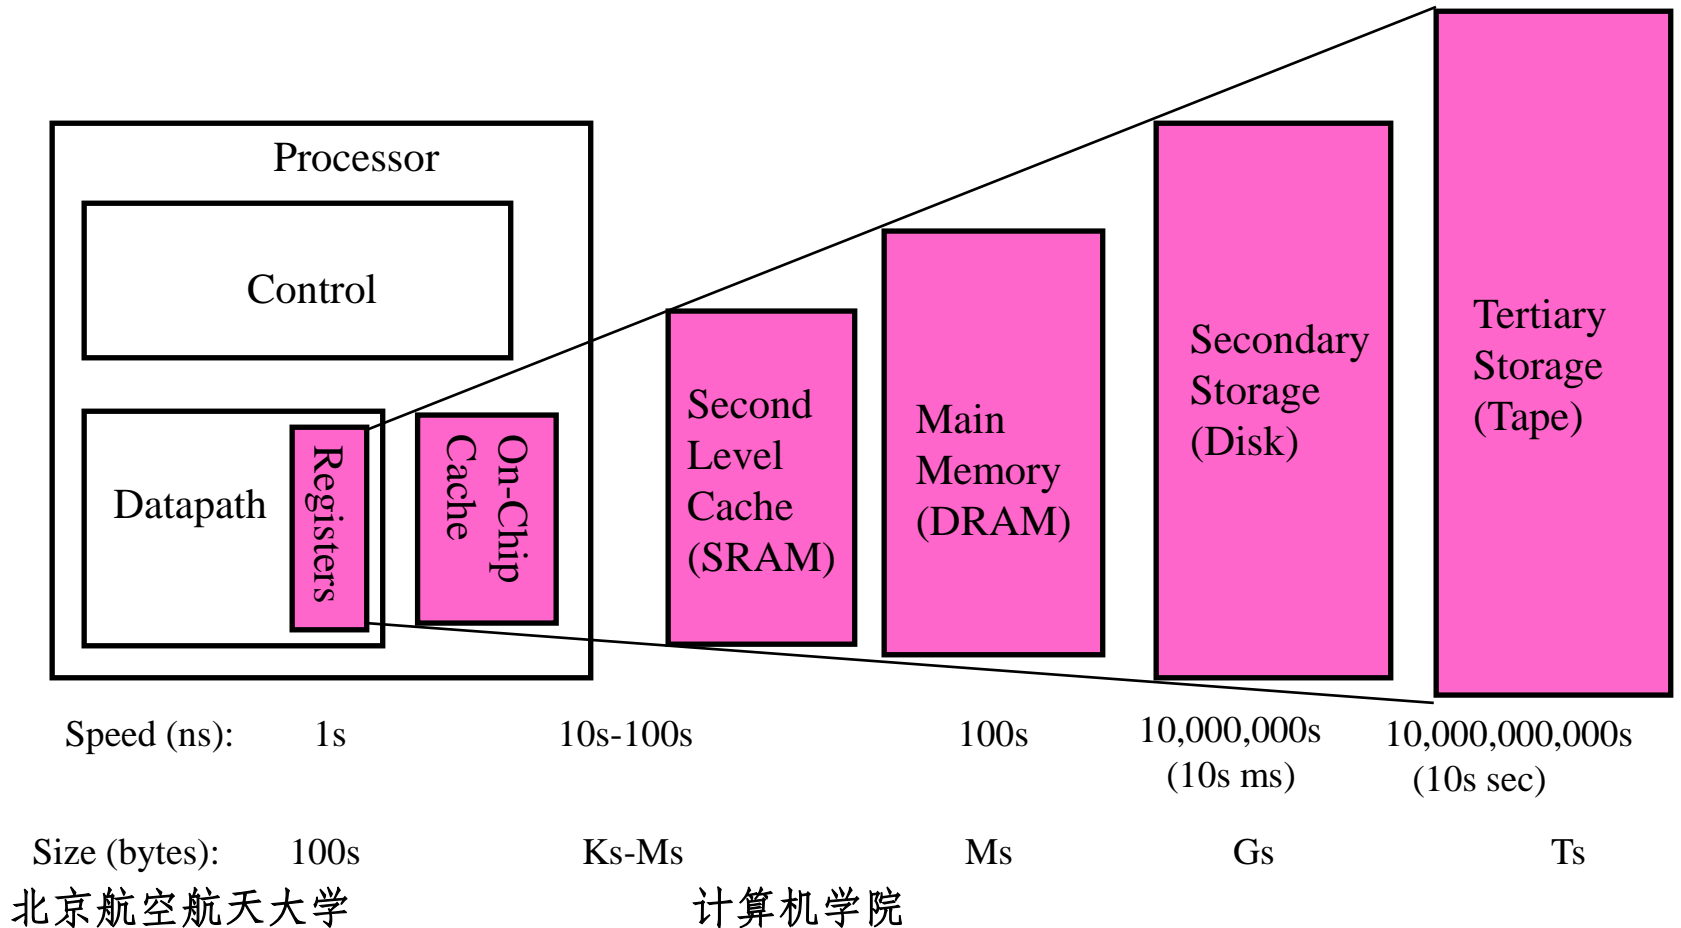 Processor
Control
Datapath
Registers
On-Chip
Cache
Second
Level
Cache
(SRAM)
Main
Memory
(DRAM)
Secondary
Storage
(Disk)
Tertiary
Storage
(Tape)
Speed (ns): 1s 10s-100s 100s 10,000,000s 10,000,000,000s
(10s ms) (10s sec)
Size (bytes): 100s Ks-Ms Ms Gs Ts
北京航空航天大学 计算机学院